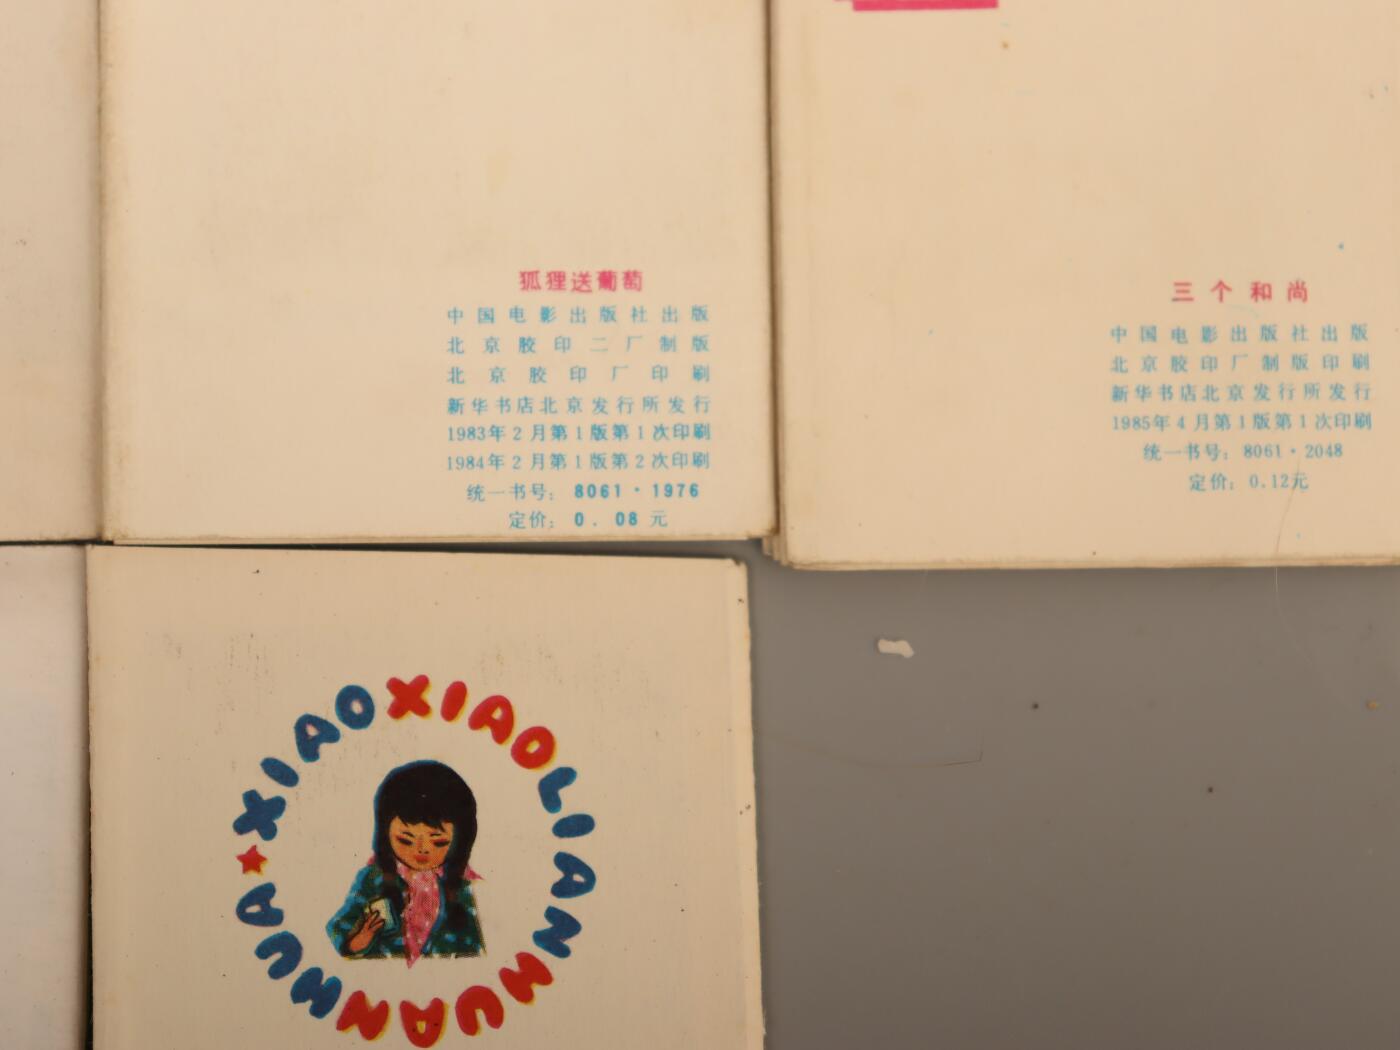 狐狸送葡萄
中国电影出版社出版
北京胶印二厂制版
北京胶印厂印刷
新华书店北京发行所发行
1983年2月第1版第1次印刷
1984年2月第1版第2次印刷
统一书号：8061·1976
定价：0.08元
三个和尚
中国电影出版社出版
北京胶印厂制版印刷
新华书店北京发行所发行
1985年4月第1版第1次印刷
统一书号：8061·2048
定价：0.12元
XIAOXIAOLIANHUANHUA